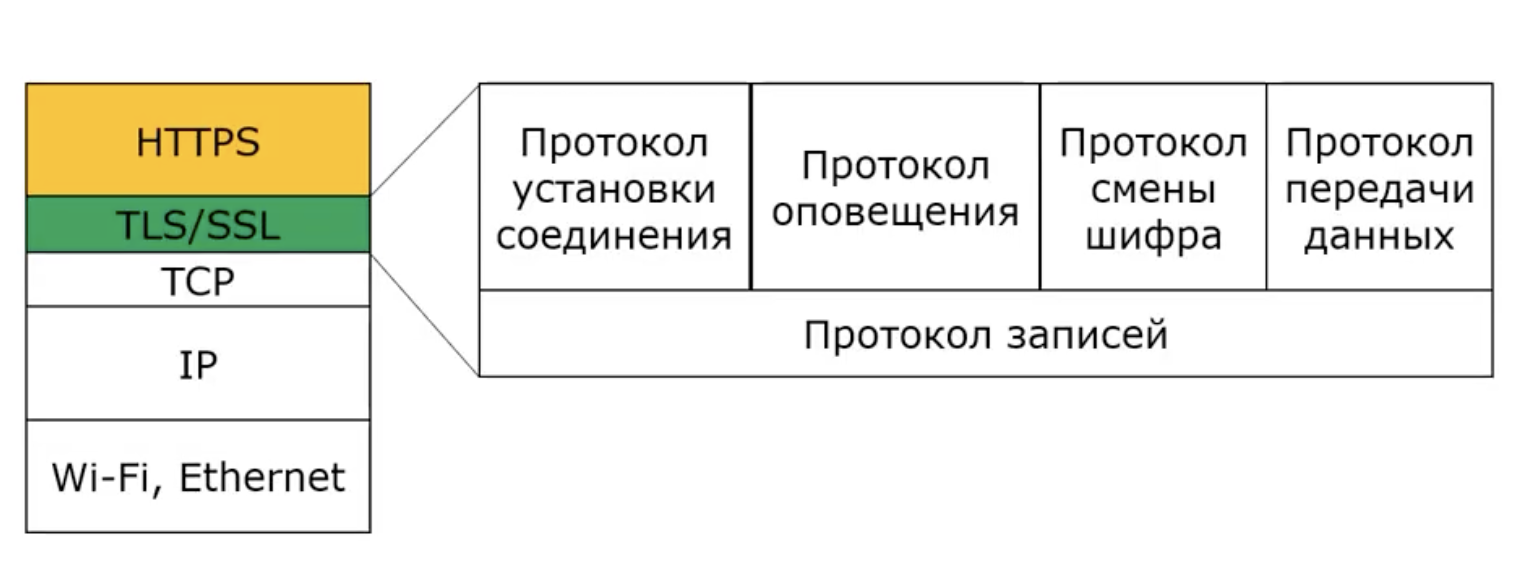 HTTPS
TLS/SSL
TCP
IP
Wi-Fi, Ethernet
Протокол
установки
соединения
Протокол
оповещения
Протокол
смены
шифра
Протокол
передачи
данных
Протокол записей